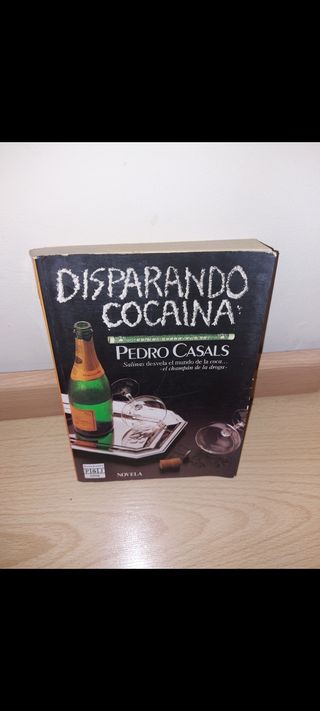 DISPARANDO
COCAINA
PEDRO CASALS
Salinas desvela el mundo de la coca...
«el champán de la droga»
NOVELA